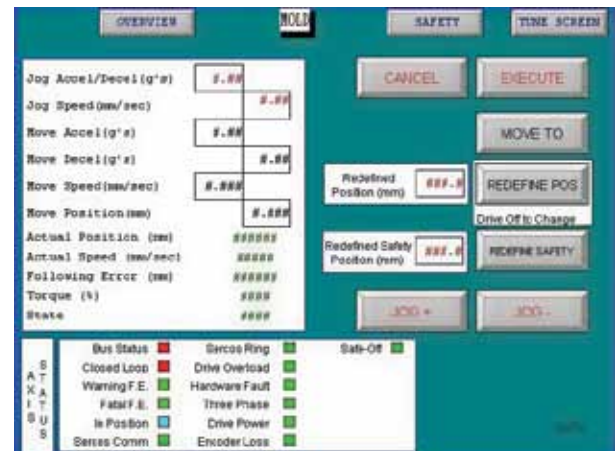 OVERVIEW
MOLD
SAFETY
TUNE SCREEN
Jog Accel/Decel(g's) #.##
Jog Speed(mm/sec) #.##
Move Accel(g's) #.##
Move Decel(g's) #.##
Move Speed(mm/sec) #.###
Move Position(mm) #.###
Actual Position (mm) ######
Actual Speed (mm/sec) #####
Following Error (mm) ######
Torque (%) ####
State ####
CANCEL
EXECUTE
MOVE TO
Redefined
Position (mm)
###.#
REDEFINE POS
Drive Off to Change
Redefined Safety
Position (mm)
###.#
REDEFINE SAFETY
JOG +
JOG -
AXIS
STATUS
Bus Status
Closed Loop
Warning F.E.
Fatal F.E.
In Position
Sercos Comm
Sercos Ring
Drive Overload
Hardware Fault
Three Phase
Drive Power
Encoder Loss
Safe-Off